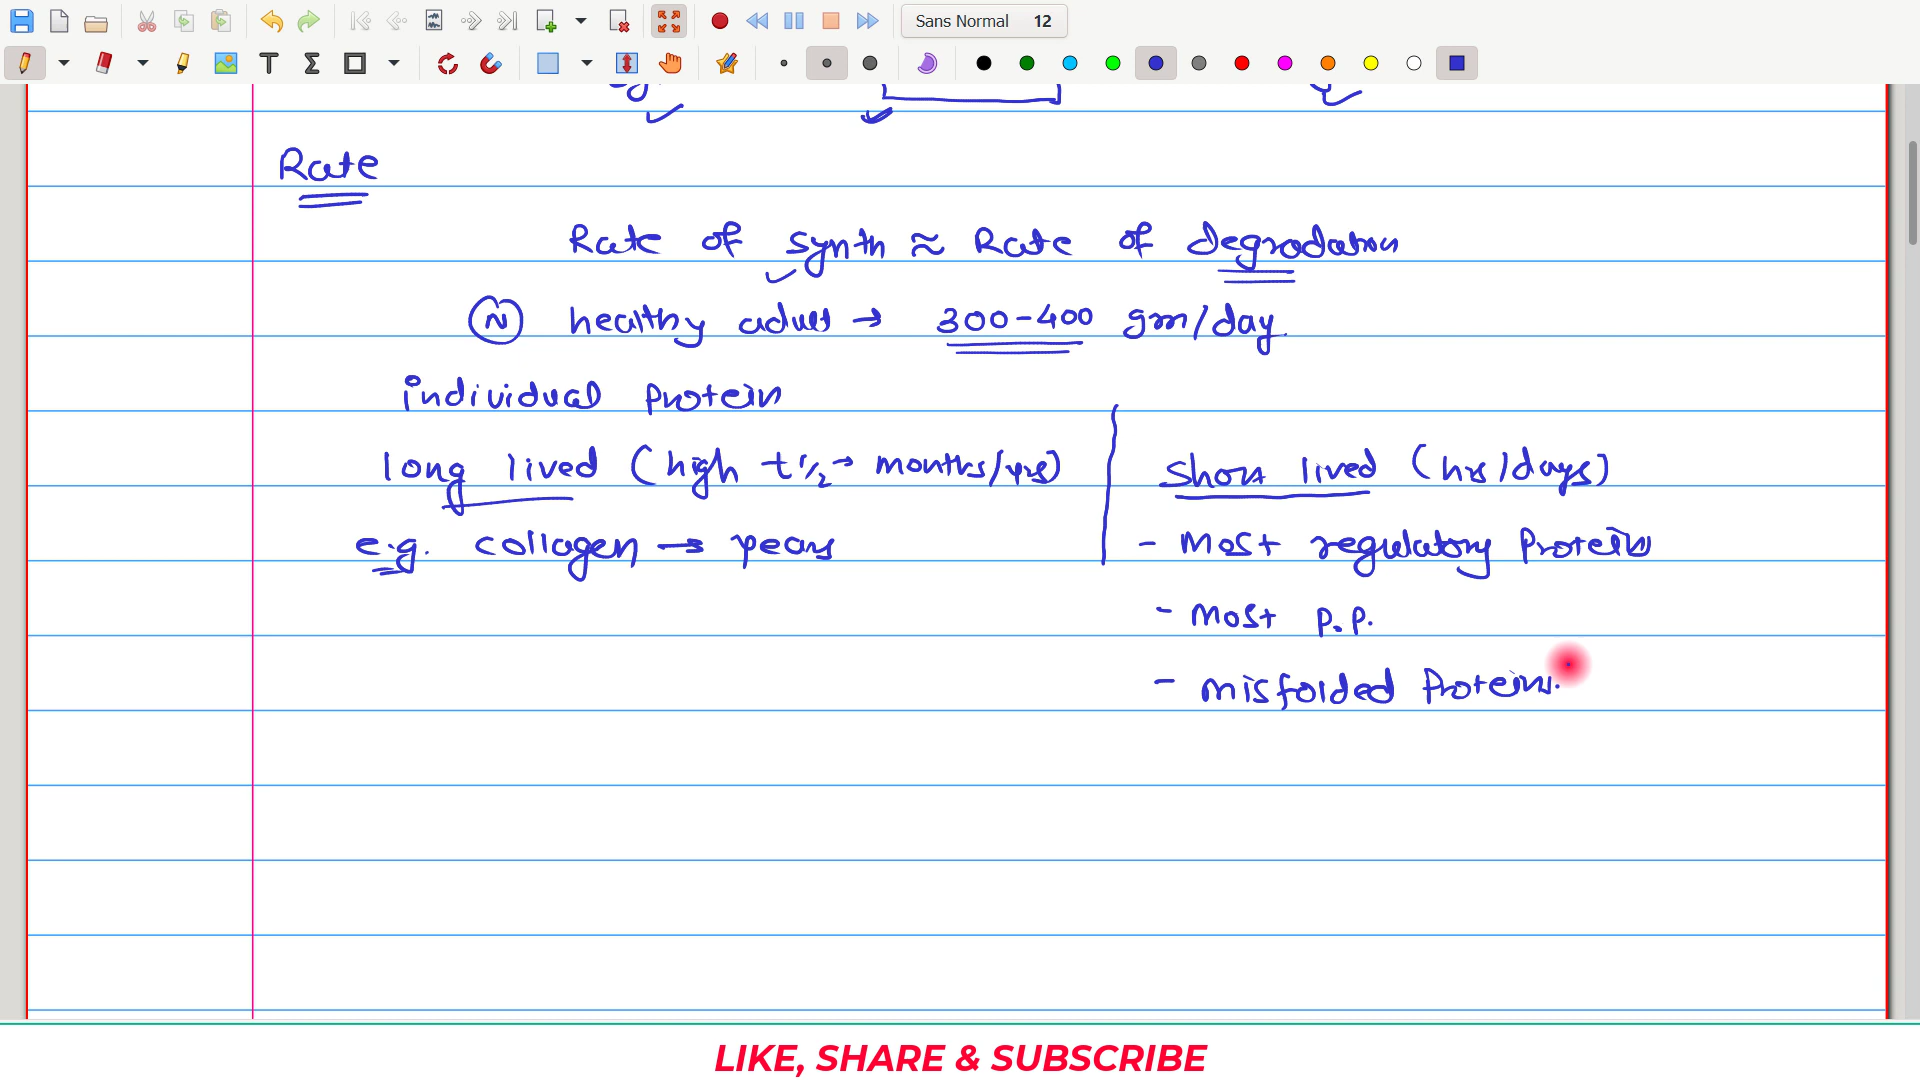 Sans Normal 12
Rate
Rate of synth ≈ Rate of degradation
N healthy adult → 300-400 gm/day.
individual protein
long lived (high t½ → months/yrs)
e.g. collagen → years
Short lived (hrs/days)
- Most regulatory Proteins
- Most P.P.
- misfolded Proteins.
LIKE, SHARE & SUBSCRIBE